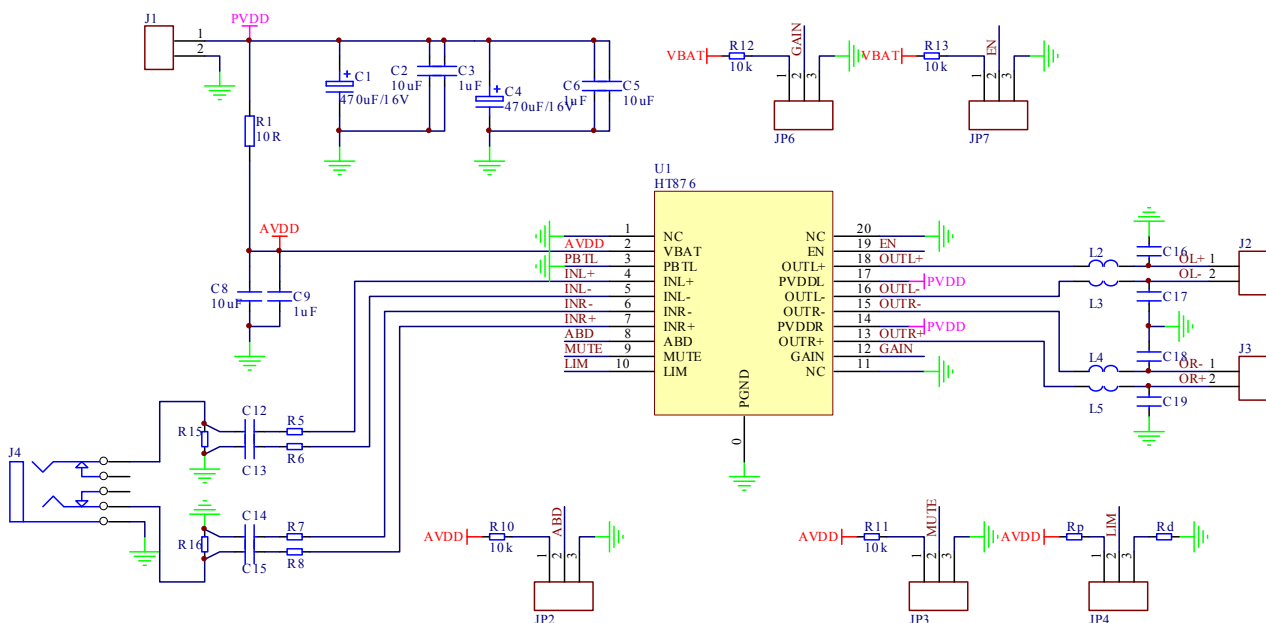 J1
1
2
PVDD
C1
470uF/16V
C2
10uF
C3
1uF
C4
470uF/16V
C6
1uF
C5
10uF
R1
10R
VBAT
R12
10k
GAIN
1
2
3
JP6
VBAT
R13
10k
EN
1
2
3
JP7
U1
HT876
AVDD
C8
10uF
C9
1uF
AVDD
PBTL
INL+
INL-
INR-
INR+
ABD
MUTE
LIM
1
2
3
4
5
6
7
8
9
10
NC
VBAT
PBTL
INL+
INL-
INR-
INR+
ABD
MUTE
LIM
NC
EN
OUTL+
PVDDL
OUTL-
OUTR-
PVDDR
OUTR+
GAIN
NC
PGND
0
20
19
18
17
16
15
14
13
12
11
EN
OUTL+
PVDD
OUTL-
OUTR-
PVDD
OUTR+
GAIN
L2
L3
L4
L5
C16
C17
C18
C19
OL+
OL-
1
2
J2
OR-
OR+
1
2
J3
J4
R15
R16
C12
C13
C14
C15
R5
R6
R7
R8
AVDD
R10
10k
ABD
1
2
3
JP2
AVDD
R11
10k
MUTE
1
2
3
JP3
AVDD
Rp
LIM
1
2
3
Rd
JP4